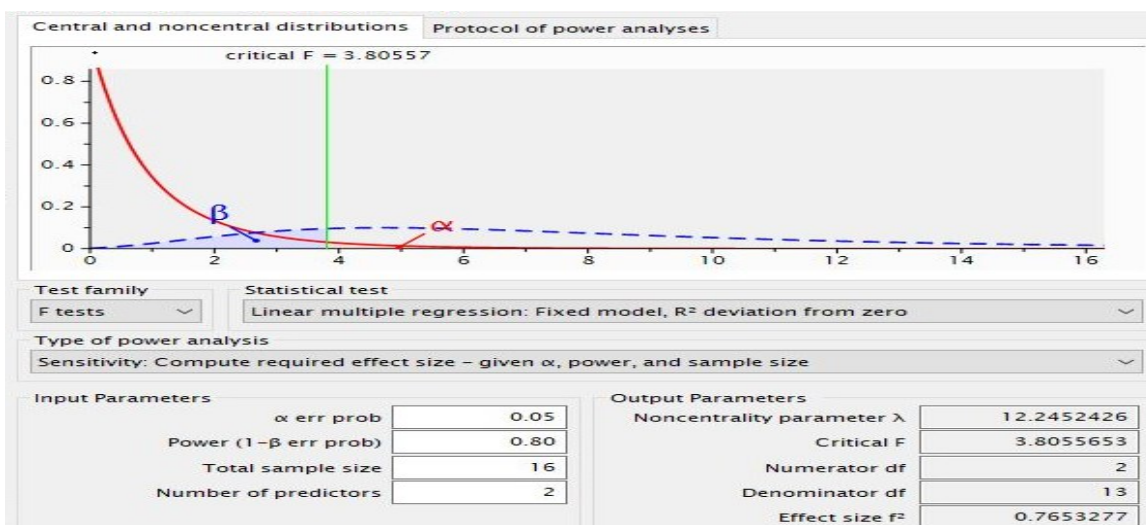 Central and noncentral distributions Protocol of power analyses
critical F = 3.80557
0.8
0.6
0.4
0.2
β
α
0
0 2 4 6 8 10 12 14 16
Test family Statistical test
F tests Linear multiple regression: Fixed model, R² deviation from zero
Type of power analysis
Sensitivity: Compute required effect size – given α, power, and sample size
Input Parameters Output Parameters
α err prob 0.05 Noncentrality parameter λ 12.2452426
Power (1-β err prob) 0.80 Critical F 3.8055653
Total sample size 16 Numerator df 2
Number of predictors 2 Denominator df 13
Effect size f² 0.7653277